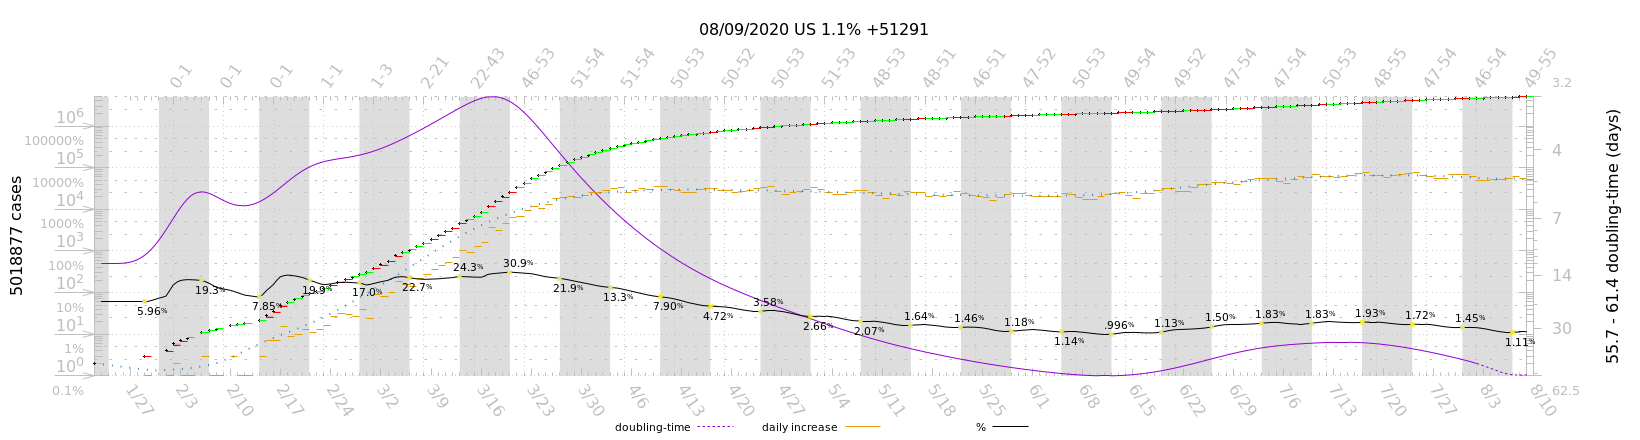 08/09/2020 US 1.1% +51291
0-1 0-1 0-1 1-1 1-3 2-21 22-43 46-53 51-54 51-54 50-53 50-52 50-53 51-53 48-53 48-51 46-51 47-52 50-53 49-54 49-52 47-54 47-54 50-53 48-55 47-54 46-54 49-55
5018877 cases
10^6
100000%
10^5
10000%
10^4
1000%
10^3
100%
10^2
10%
10^1
1%
10^0
0.1%
5.96% 19.3% 7.85% 19.9% 17.0% 22.7% 24.3% 30.9% 21.9% 13.3% 7.90% 4.72% 3.58% 2.66% 2.07% 1.64% 1.46% 1.18% 1.14% .996% 1.13% 1.50% 1.83% 1.83% 1.93% 1.72% 1.45% 1.11%
3.2
4
7
14
30
62.5
55.7 - 61.4 doubling-time (days)
1/27 2/3 2/10 2/17 2/24 3/2 3/9 3/16 3/23 3/30 4/6 4/13 4/20 4/27 5/4 5/11 5/18 5/25 6/1 6/8 6/15 6/22 6/29 7/6 7/13 7/20 7/27 8/3 8/10
doubling-time daily increase %